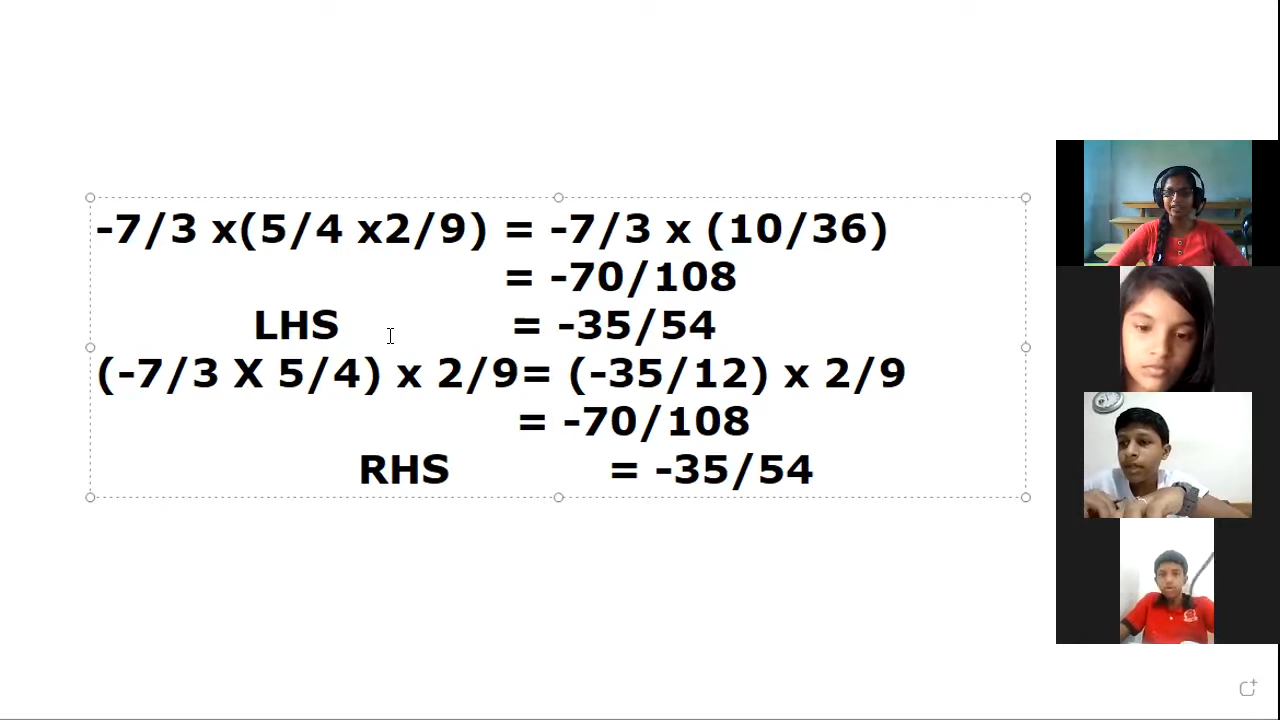 -7/3 x(5/4 x2/9) = -7/3 x (10/36)
= -70/108
LHS = -35/54
(-7/3 X 5/4) x 2/9= (-35/12) x 2/9
= -70/108
RHS = -35/54